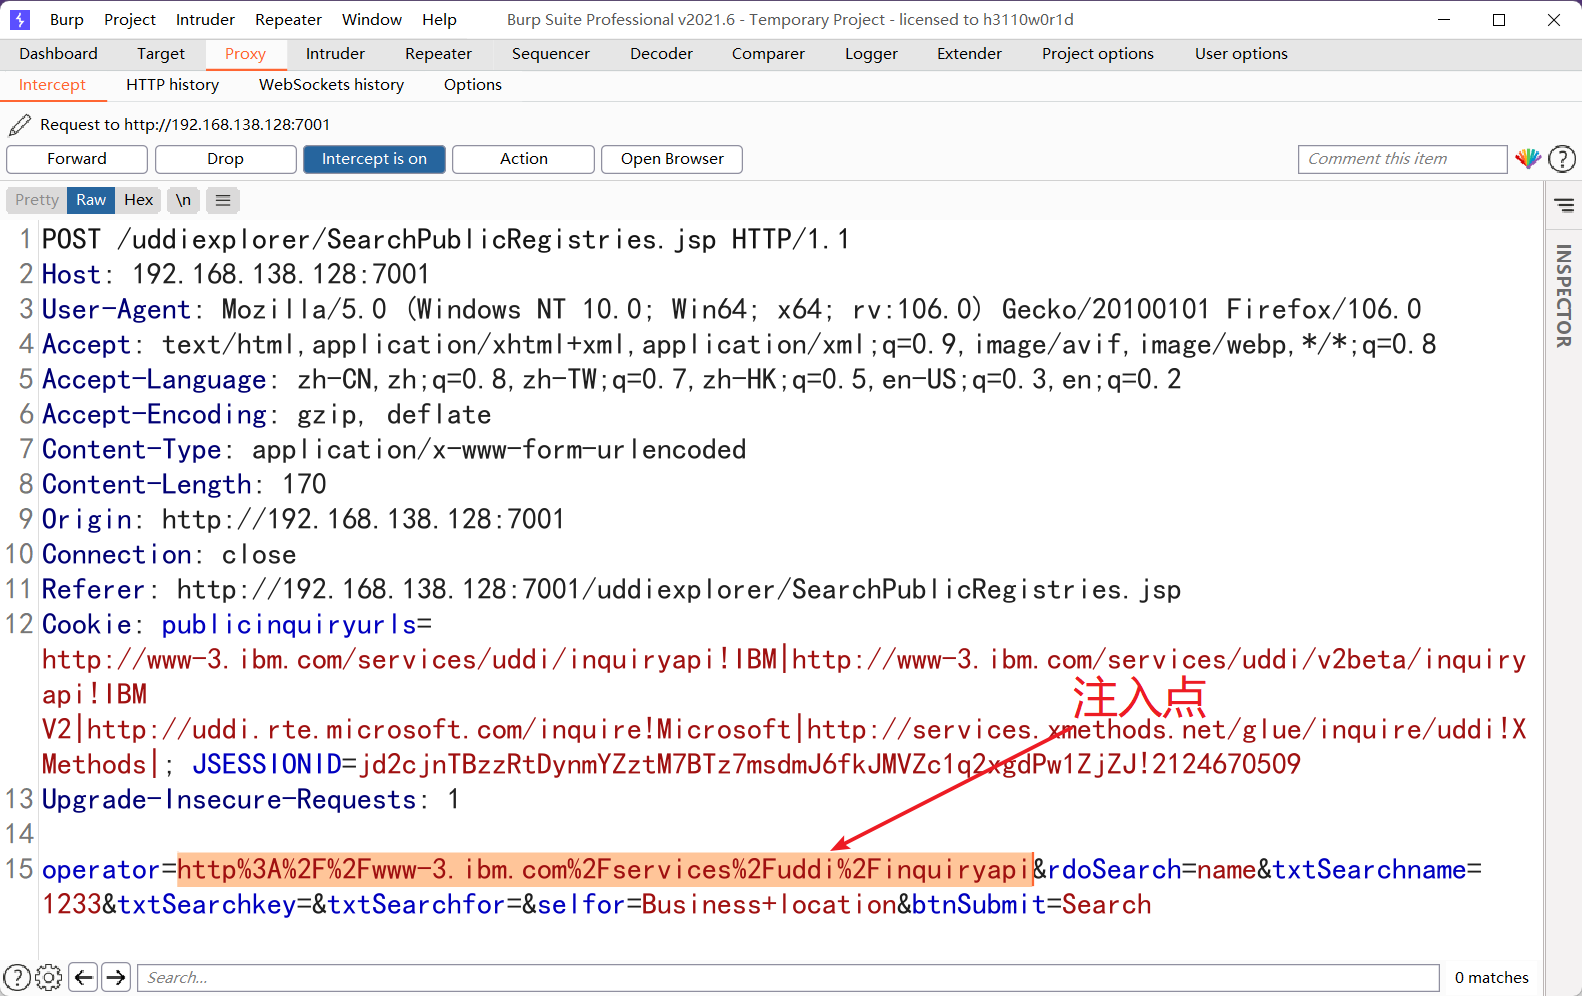 Burp Project Intruder Repeater Window Help Burp Suite Professional v2021.6 - Temporary Project - licensed to h3110w0r1d
Dashboard Target Proxy Intruder Repeater Sequencer Decoder Comparer Logger Extender Project options User options
Intercept HTTP history WebSockets history Options
Request to http://192.168.138.128:7001
Forward Drop Intercept is on Action Open Browser Comment this item ?
Pretty Raw Hex \n
INSPECTOR
1 POST /uddiexplorer/SearchPublicRegistries.jsp HTTP/1.1
2 Host: 192.168.138.128:7001
3 User-Agent: Mozilla/5.0 (Windows NT 10.0; Win64; x64; rv:106.0) Gecko/20100101 Firefox/106.0
4 Accept: text/html,application/xhtml+xml,application/xml;q=0.9,image/avif,image/webp,*/*;q=0.8
5 Accept-Language: zh-CN,zh;q=0.8,zh-TW;q=0.7,zh-HK;q=0.5,en-US;q=0.3,en;q=0.2
6 Accept-Encoding: gzip, deflate
7 Content-Type: application/x-www-form-urlencoded
8 Content-Length: 170
9 Origin: http://192.168.138.128:7001
10 Connection: close
11 Referer: http://192.168.138.128:7001/uddiexplorer/SearchPublicRegistries.jsp
12 Cookie: publicinquiryurls=
http://www-3.ibm.com/services/uddi/inquiryapi!IBM|http://www-3.ibm.com/services/uddi/v2beta/inquiry
api!IBM
注入点
V2|http://uddi.rte.microsoft.com/inquire!Microsoft|http://services.xmethods.net/glue/inquire/uddi!X
Methods|; JSESSIONID=jd2cjnTBzzRtDynmYZztM7BTz7msdmJ6fkJMVZc1q2xgdPw1ZjZJ!2124670509
13 Upgrade-Insecure-Requests: 1
14
15 operator=http%3A%2F%2Fwww-3.ibm.com%2Fservices%2Fuddi%2Finquiryapi&rdoSearch=name&txtSearchname=
1233&txtSearchkey=&txtSearchfor=&selfor=Business+location&btnSubmit=Search
? Search... 0 matches